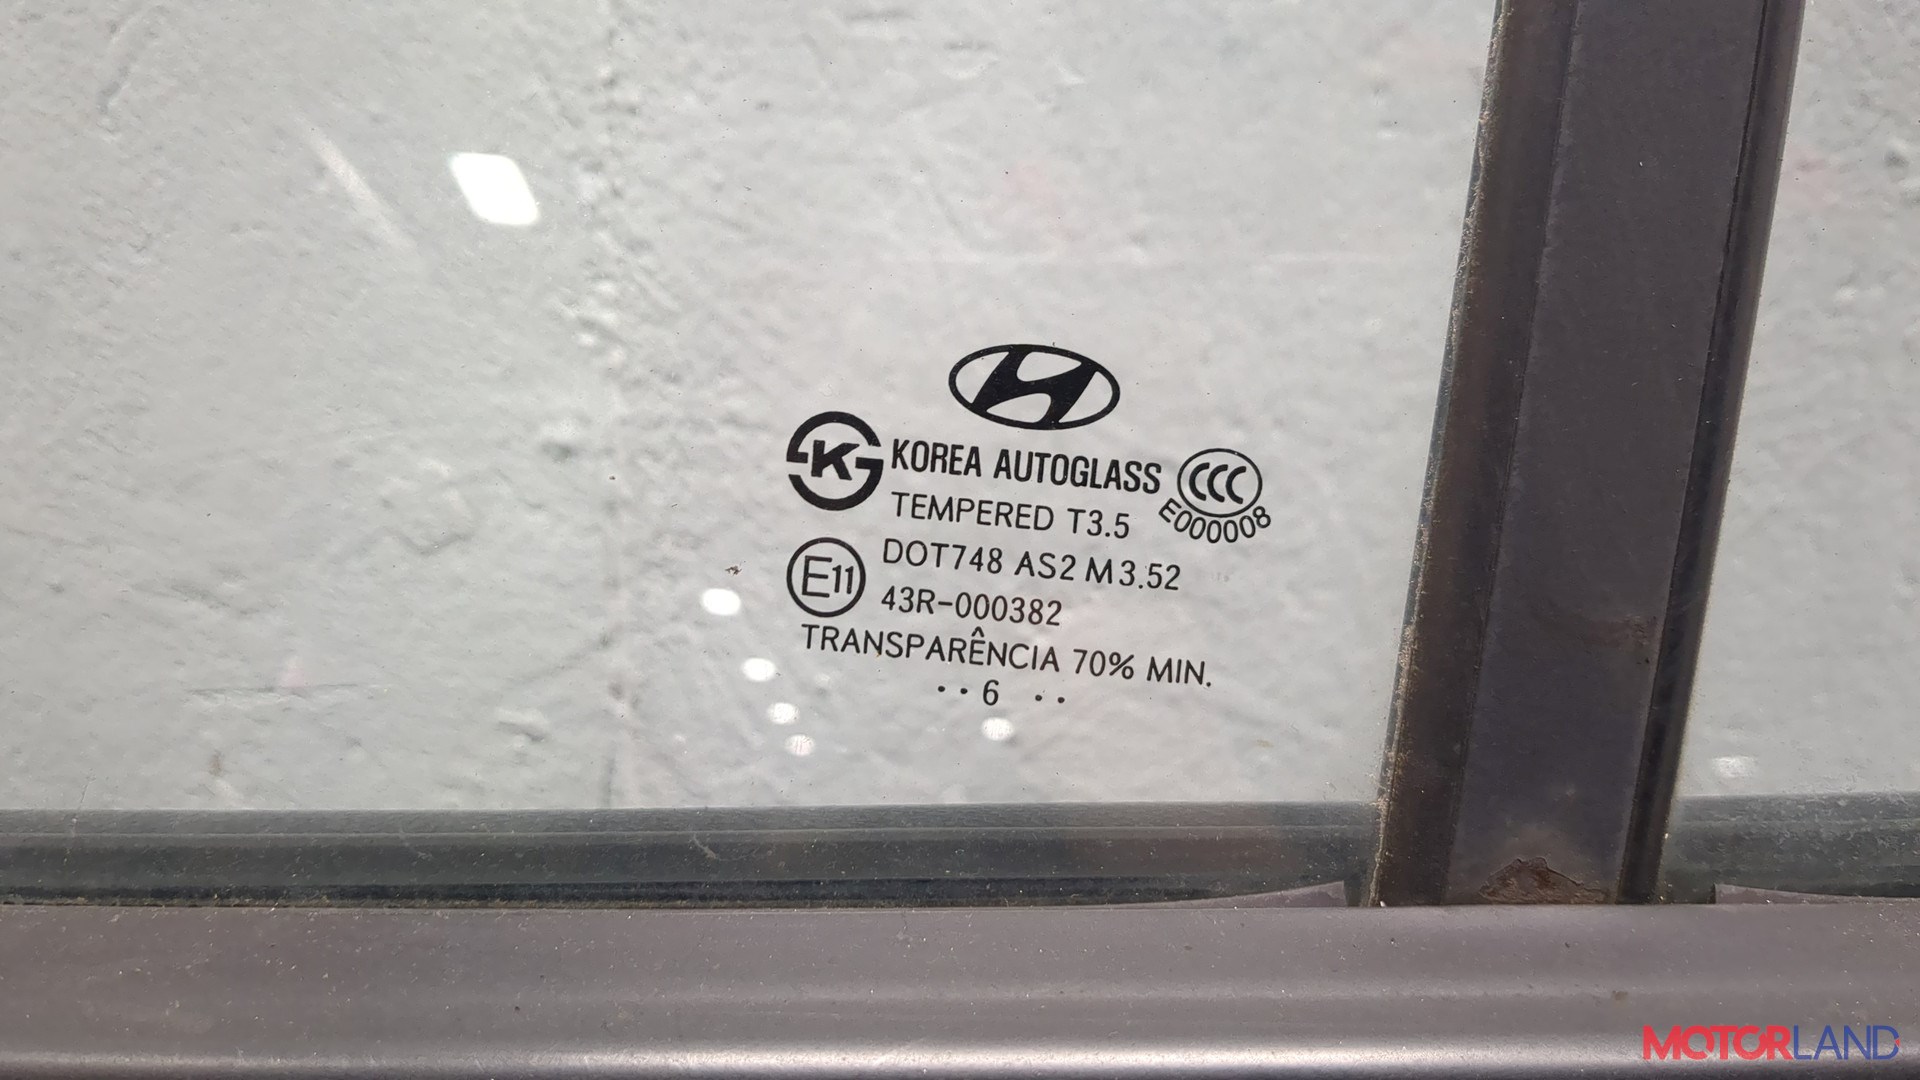 KOREA AUTOGLASS
CCC
E000008
K
TEMPERED T3.5
E11
DOT748 AS2 M3.52
43R-000382
TRANSPARÊNCIA 70% MIN.
··6 ··
MOTORLAND